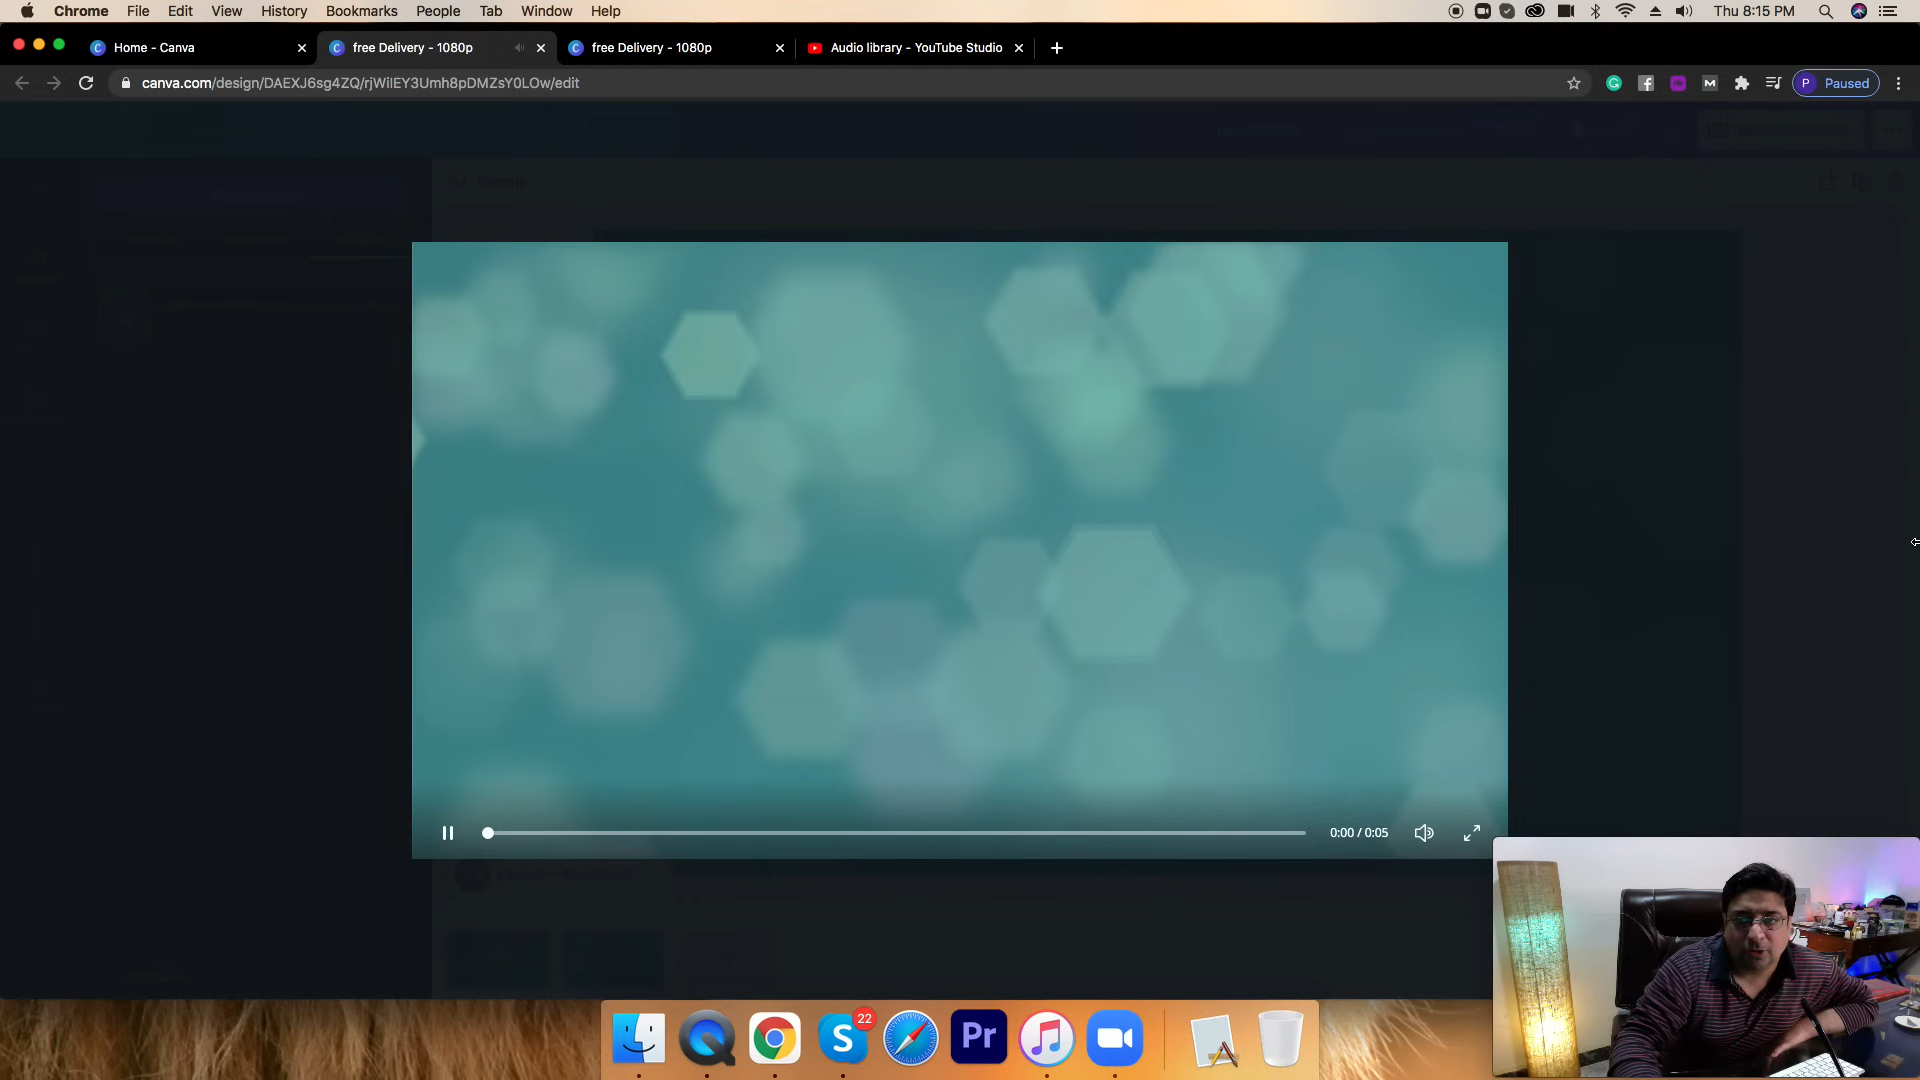 Chrome File Edit View History Bookmarks People Tab Window Help Thu 8:15 PM
Home - Canva free Delivery - 1080p free Delivery - 1080p Audio library - YouTube Studio
canva.com/design/DAEXJ6sg4ZQ/rjWilEY3Umh8pDMZsY0LOw/edit P Paused
0:00 / 0:05
22
S Pr